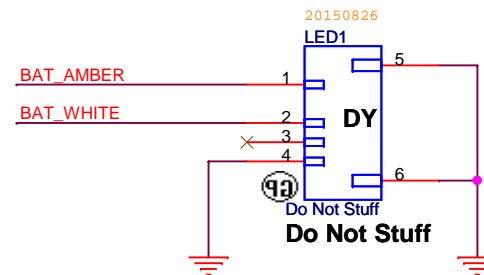 20150826
LED1
BAT_AMBER
1
5
BAT_WHITE
2
DY
3
4
GP
6
Do Not Stuff
Do Not Stuff